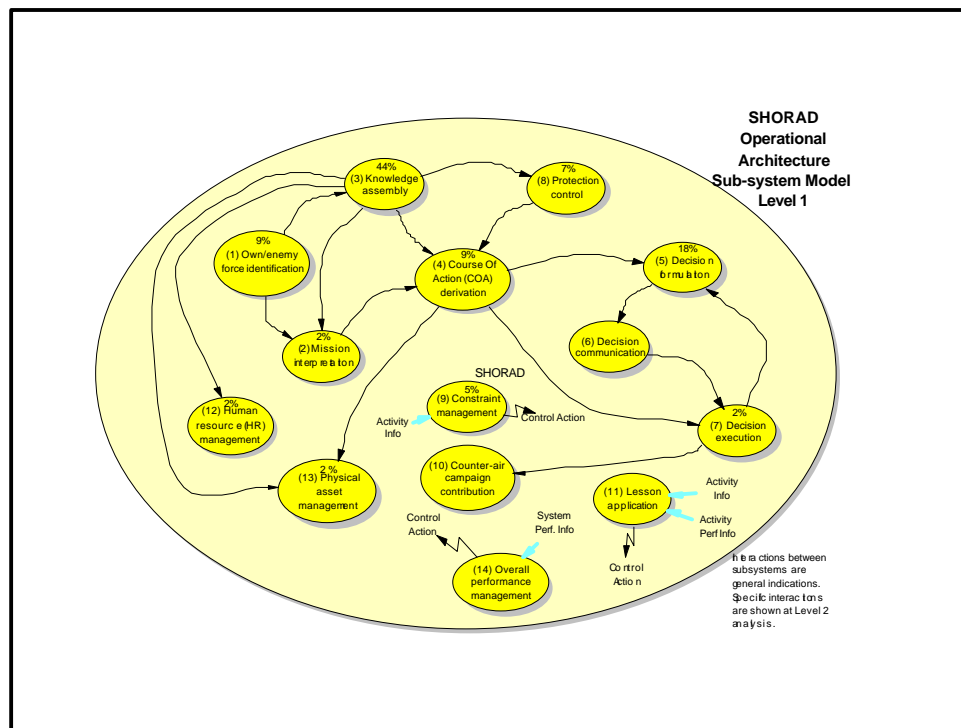 SHORAD
Operational
Architecture
Sub-system Model
Level 1
44%
(3) Knowledge
assembly
7%
(8) Protection
control
9%
(1) Own/enemy
force identification
9%
(4) Course Of
Action (COA)
derivation
18%
(5) Decision
formulation
2%
(2) Mission
interpretation
(6) Decision
communication
SHORAD
5%
(9) Constraint
management
Activity
Info
Control Action
2%
(7) Decision
execution
2%
(12) Human
resource (HR)
management
2 %
(13) Physical
asset
management
(10) Counter-air
campaign
contribution
(11) Lesson
application
Activity
Info
Activity
Perf Info
Control
Action
System
Perf. Info
(14) Overall
performance
management
Control
Action
Interactions between
subsystems are
general indications.
Specific interactions
are shown at Level 2
analysis.